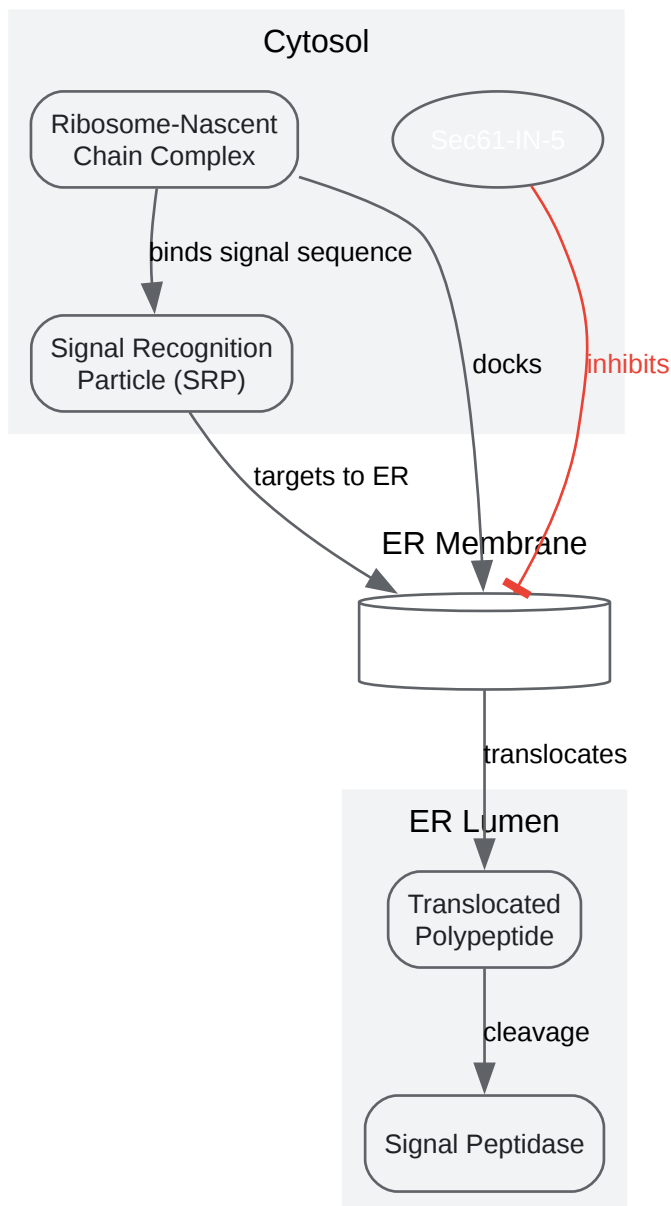 Cytosol
Ribosome-Nascent
Chain Complex
Sec61-IN-5
binds signal sequence
Signal Recognition
Particle (SRP)
docks
inhibits
targets to ER
ER Membrane
translocates
ER Lumen
Translocated
Polypeptide
cleavage
Signal Peptidase